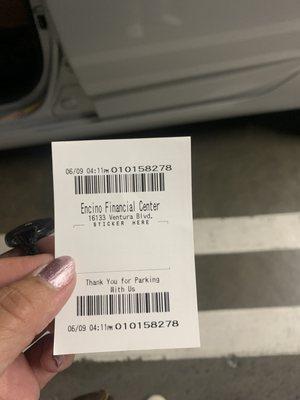 06/09 04:11PM 010158278
Encino Financial Center
16133 Ventura Blvd.
STICKER HERE
Thank You for Parking
With Us
06/09 04:11PM 010158278